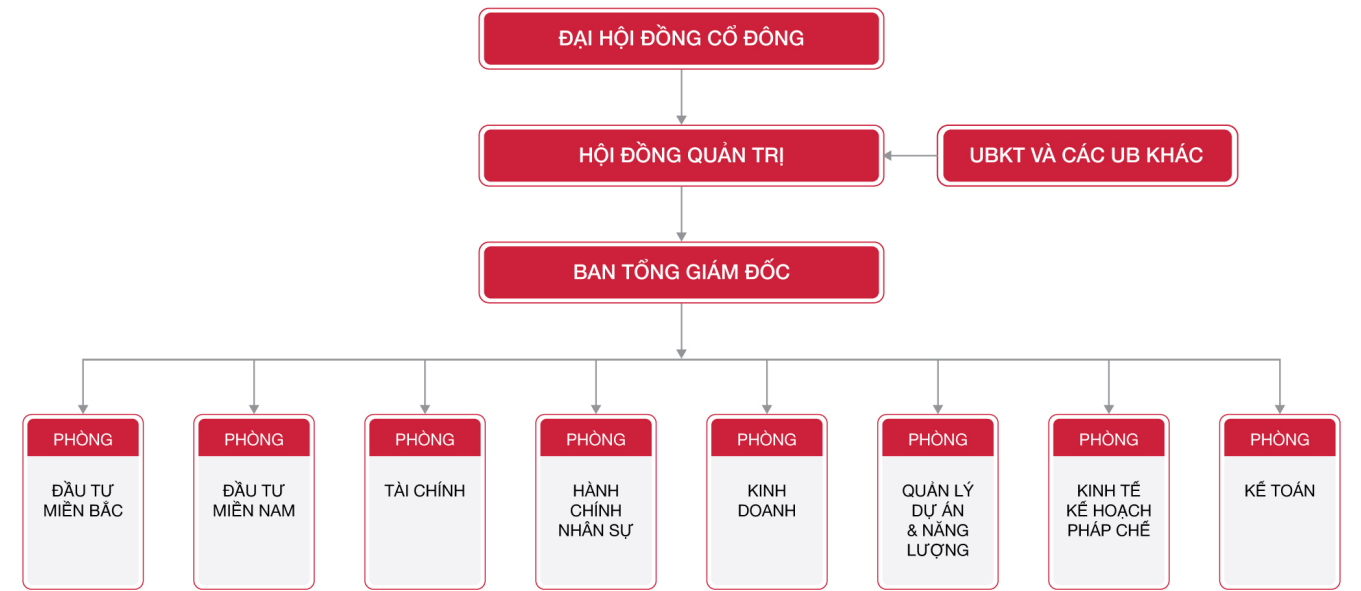 ĐẠI HỘI ĐỒNG CỔ ĐÔNG
HỘI ĐỒNG QUẢN TRỊ
UBKT VÀ CÁC UB KHÁC
BAN TỔNG GIÁM ĐỐC
PHÒNG
ĐẦU TƯ
MIỀN BẮC
PHÒNG
ĐẦU TƯ
MIỀN NAM
PHÒNG
TÀI CHÍNH
PHÒNG
HÀNH
CHÍNH
NHÂN SỰ
PHÒNG
KINH
DOANH
PHÒNG
QUẢN LÝ
DỰ ÁN
& NĂNG
LƯỢNG
PHÒNG
KINH TẾ
KẾ HOẠCH
PHÁP CHẾ
PHÒNG
KẾ TOÁN